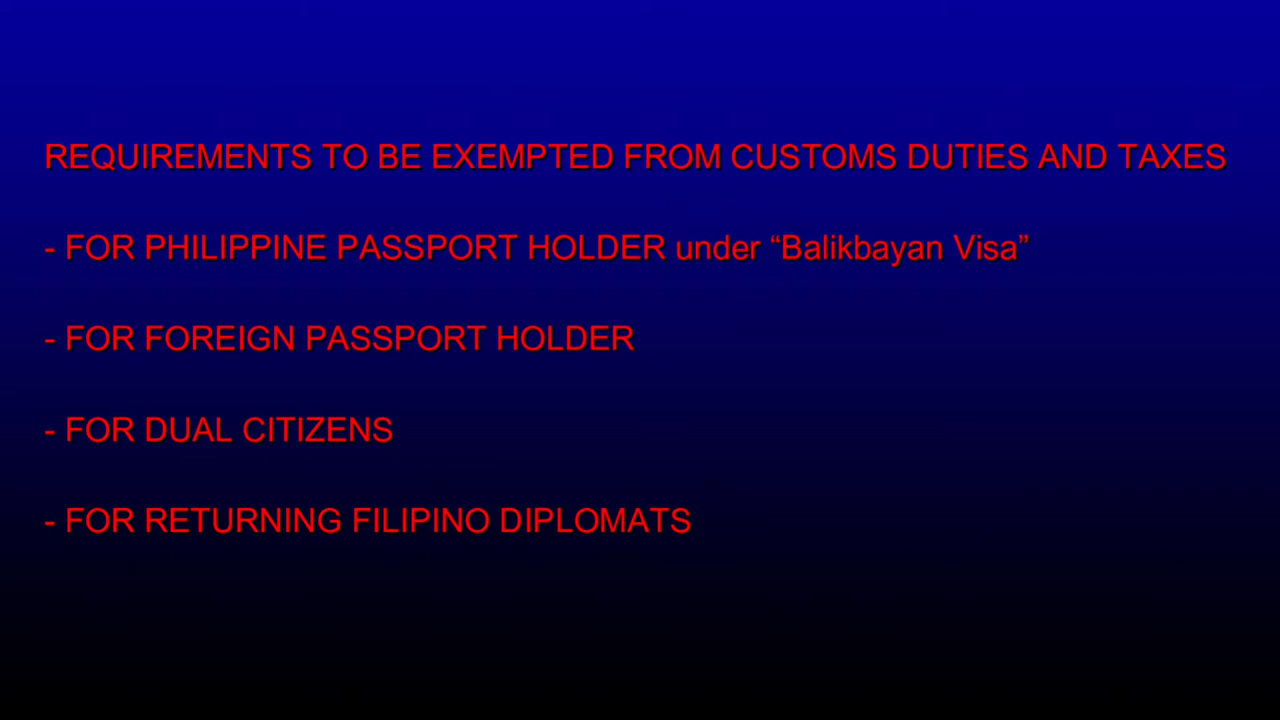 REQUIREMENTS TO BE EXEMPTED FROM CUSTOMS DUTIES AND TAXES
- FOR PHILIPPINE PASSPORT HOLDER under “Balikbayan Visa”
- FOR FOREIGN PASSPORT HOLDER
- FOR DUAL CITIZENS
- FOR RETURNING FILIPINO DIPLOMATS